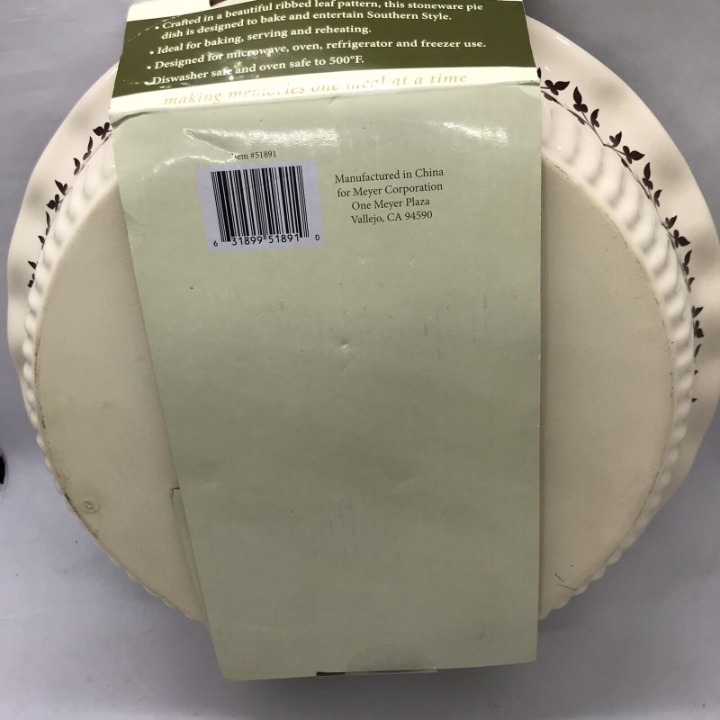 • Crafted in a beautiful ribbed leaf pattern, this stoneware pie
dish is designed to bake and entertain Southern Style.
• Ideal for baking, serving and reheating.
• Designed for microwave, oven, refrigerator and freezer use.
• Diswasher safe and oven safe to 500°F.
making memories one meal at a time
Item #51891
6 31899 51891 0
Manufactured in China
for Meyer Corporation
One Meyer Plaza
Vallejo, CA 94590